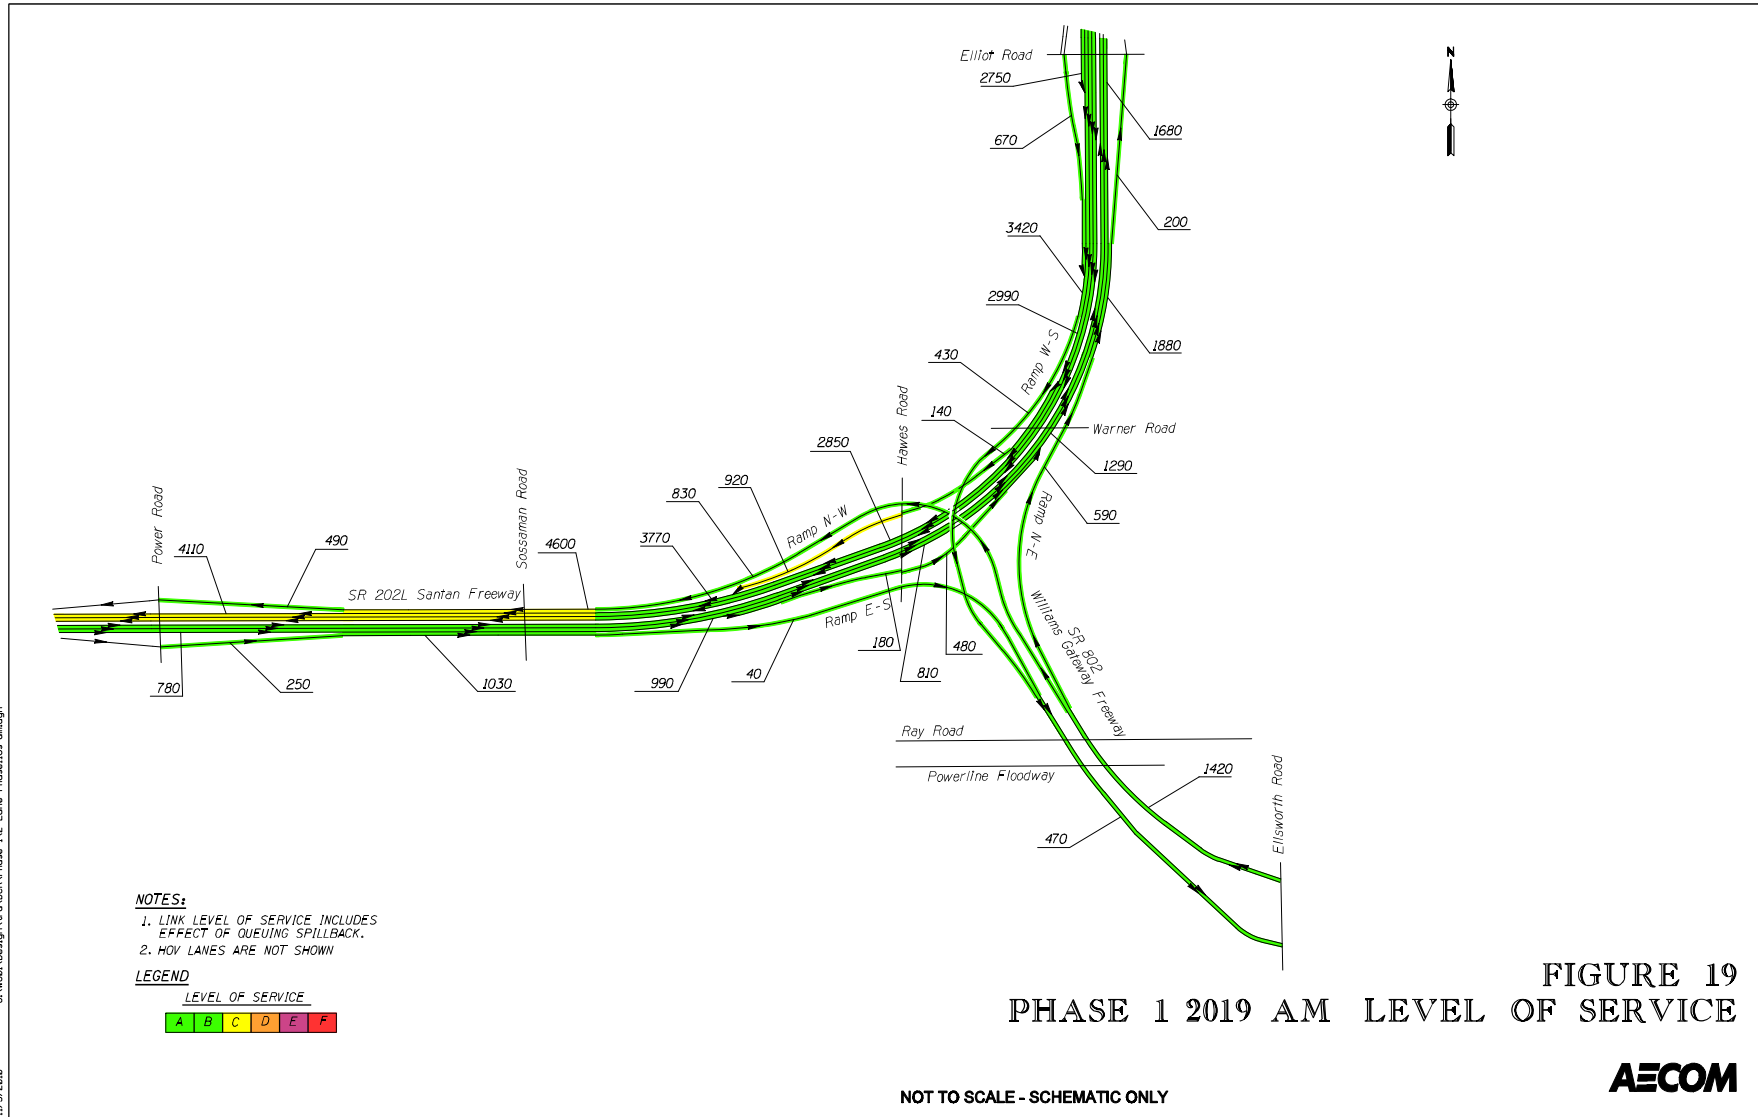 Elliot Road
N
2750
1680
670
200
3420
2990
1880
430
Ramp W-S
140
Hawes Road
Warner Road
2850
1290
920
830
Sossaman Road
Power Road
Ramp N-W
Ramp N-E
590
490
4110
4600
3770
SR 202L Santan Freeway
Ramp E-S
SR 802
Williams Gateway Freeway
180
480
40
810
780
250
1030
990
Ray Road
Powerline Floodway
1420
Ellsworth Road
470
NOTES:
1. LINK LEVEL OF SERVICE INCLUDES
EFFECT OF QUEUING SPILLBACK.
2. HOV LANES ARE NOT SHOWN
LEGEND
LEVEL OF SERVICE
A B C D E F
FIGURE 19
PHASE 1 2019 AM LEVEL OF SERVICE
AECOM
NOT TO SCALE - SCHEMATIC ONLY